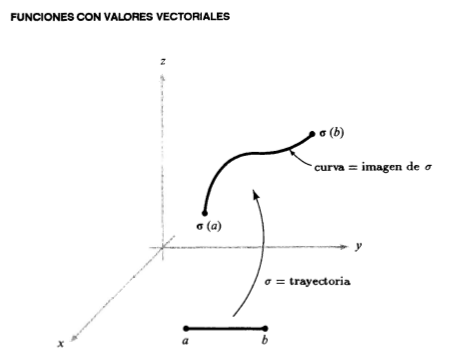 FUNCIONES CON VALORES VECTORIALES
z
σ (b)
curva = imagen de σ
σ (a)
y
σ = trayectoria
x
a
b